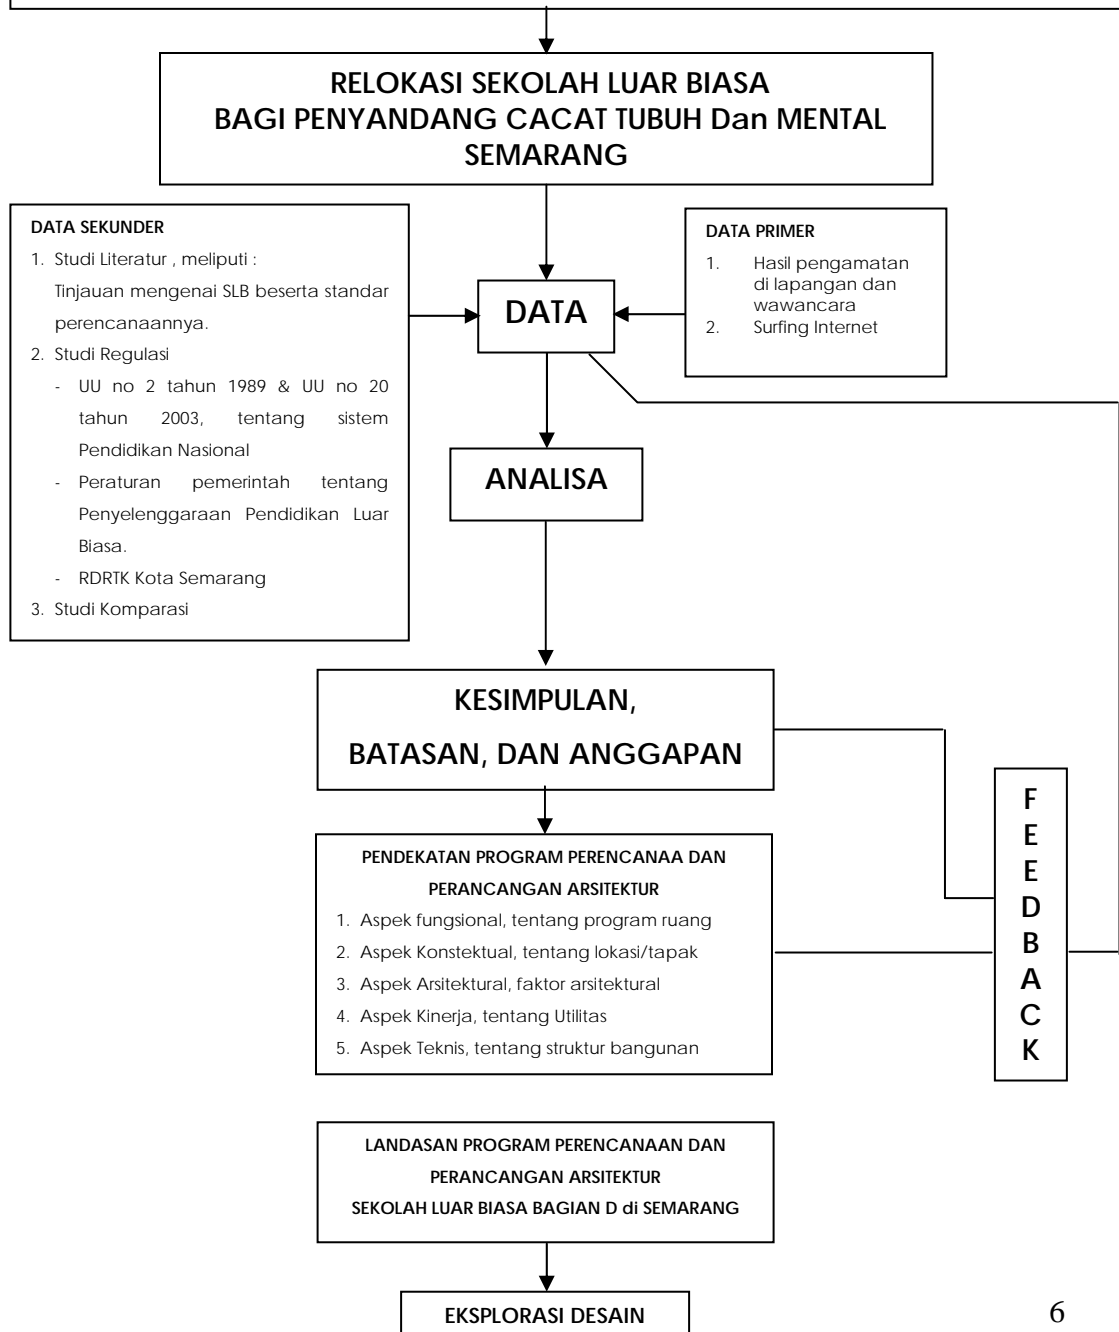 RELOKASI SEKOLAH LUAR BIASA
BAGI PENYANDANG CACAT TUBUH Dan MENTAL
SEMARANG
DATA SEKUNDER
1. Studi Literatur , meliputi :
Tinjauan mengenai SLB beserta standar
perencanaannya.
2. Studi Regulasi
- UU no 2 tahun 1989 & UU no 20
tahun 2003, tentang sistem
Pendidikan Nasional
- Peraturan pemerintah tentang
Penyelenggaraan Pendidikan Luar
Biasa.
- RDRTK Kota Semarang
3. Studi Komparasi
DATA
DATA PRIMER
1. Hasil pengamatan
di lapangan dan
wawancara
2. Surfing Internet
ANALISA
KESIMPULAN,
BATASAN, DAN ANGGAPAN
PENDEKATAN PROGRAM PERENCANAA DAN
PERANCANGAN ARSITEKTUR
1. Aspek fungsional, tentang program ruang
2. Aspek Konstektual, tentang lokasi/tapak
3. Aspek Arsitektural, faktor arsitektural
4. Aspek Kinerja, tentang Utilitas
5. Aspek Teknis, tentang struktur bangunan
F
E
E
D
B
A
C
K
LANDASAN PROGRAM PERENCANAAN DAN
PERANCANGAN ARSITEKTUR
SEKOLAH LUAR BIASA BAGIAN D di SEMARANG
EKSPLORASI DESAIN
6